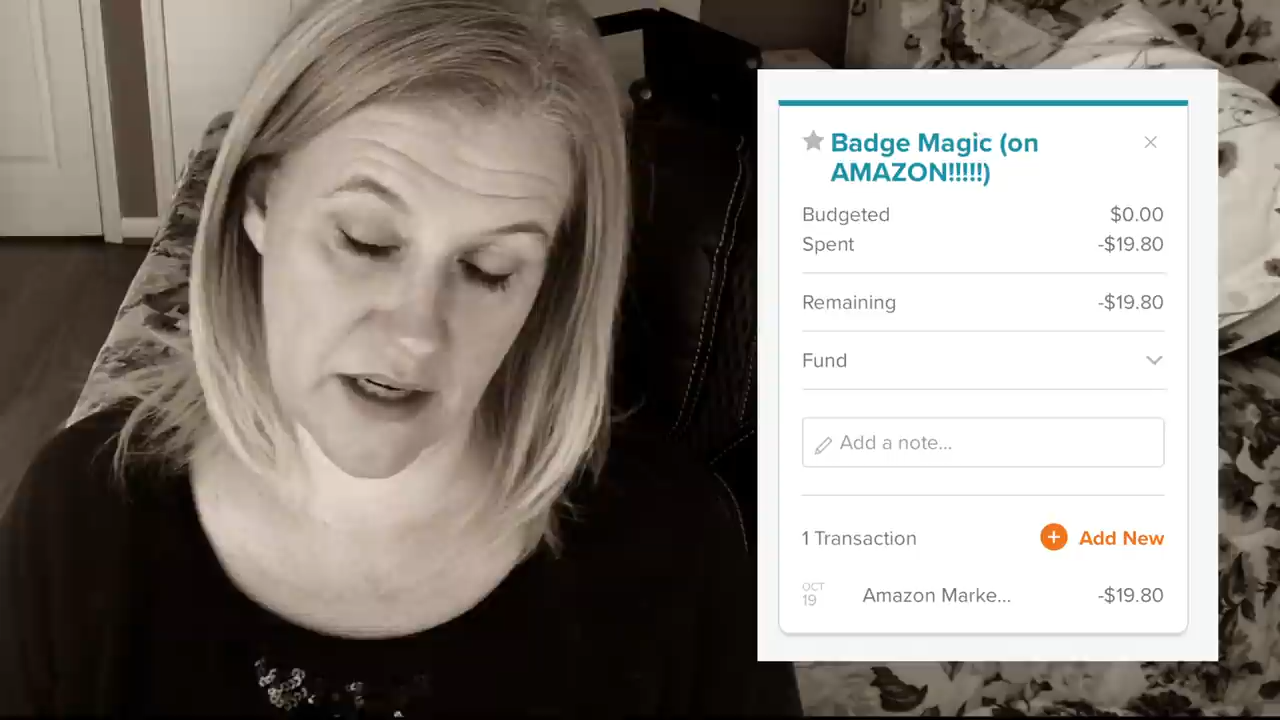 Badge Magic (on
AMAZON!!!!!)
Budgeted $0.00
Spent -$19.80
Remaining -$19.80
Fund
Add a note...
1 Transaction + Add New
OCT
19 Amazon Marke... -$19.80